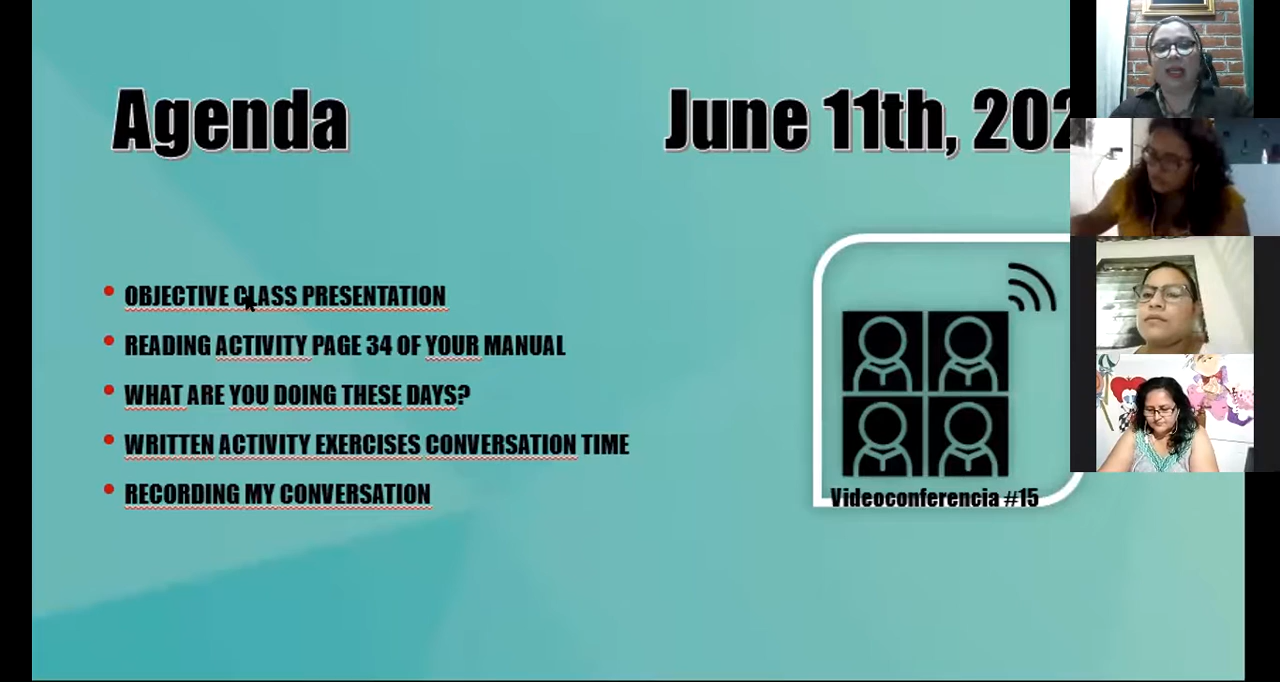 Agenda
June 11th, 202
• OBJECTIVE CLASS PRESENTATION
• READING ACTIVITY PAGE 34 OF YOUR MANUAL
• WHAT ARE YOU DOING THESE DAYS?
• WRITTEN ACTIVITY EXERCISES CONVERSATION TIME
• RECORDING MY CONVERSATION
Videoconferencia #15